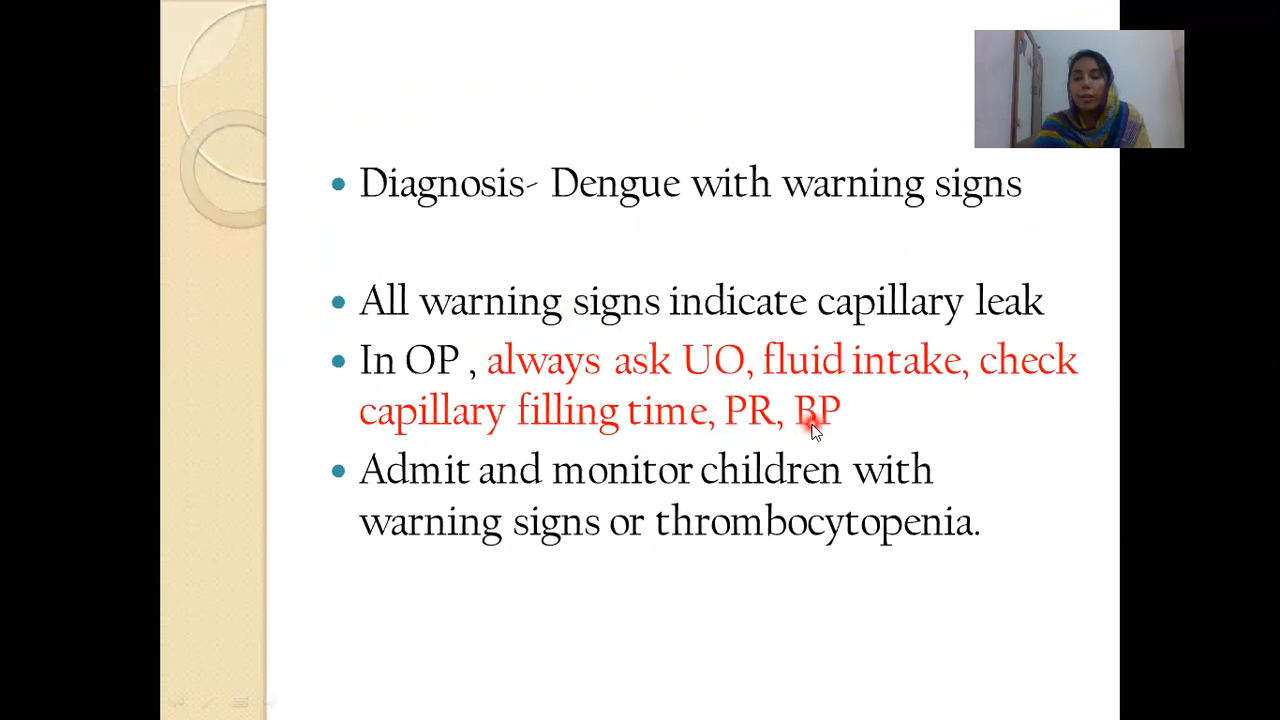 Diagnosis- Dengue with warning signs
All warning signs indicate capillary leak
In OP , always ask UO, fluid intake, check
capillary filling time, PR, BP
Admit and monitor children with
warning signs or thrombocytopenia.